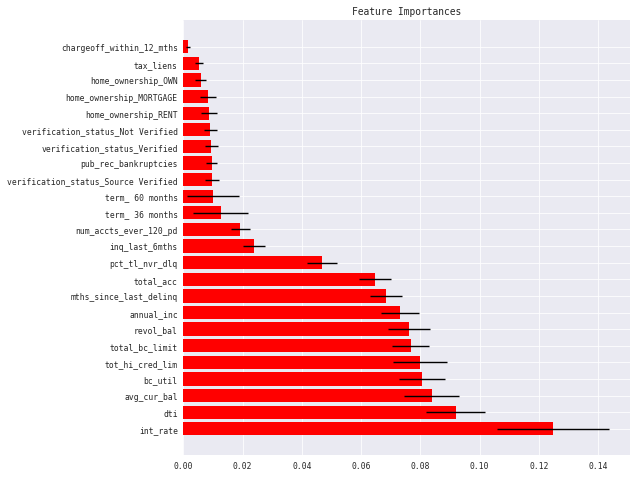 Feature Importances
chargeoff_within_12_mths
tax_liens
home_ownership_OWN
home_ownership_MORTGAGE
home_ownership_RENT
verification_status_Not Verified
verification_status_Verified
pub_rec_bankruptcies
verification_status_Source Verified
term_ 60 months
term_ 36 months
num_accts_ever_120_pd
inq_last_6mths
pct_tl_nvr_dlq
total_acc
mths_since_last_delinq
annual_inc
revol_bal
total_bc_limit
tot_hi_cred_lim
bc_util
avg_cur_bal
dti
int_rate
0.00 0.02 0.04 0.06 0.08 0.10 0.12 0.14